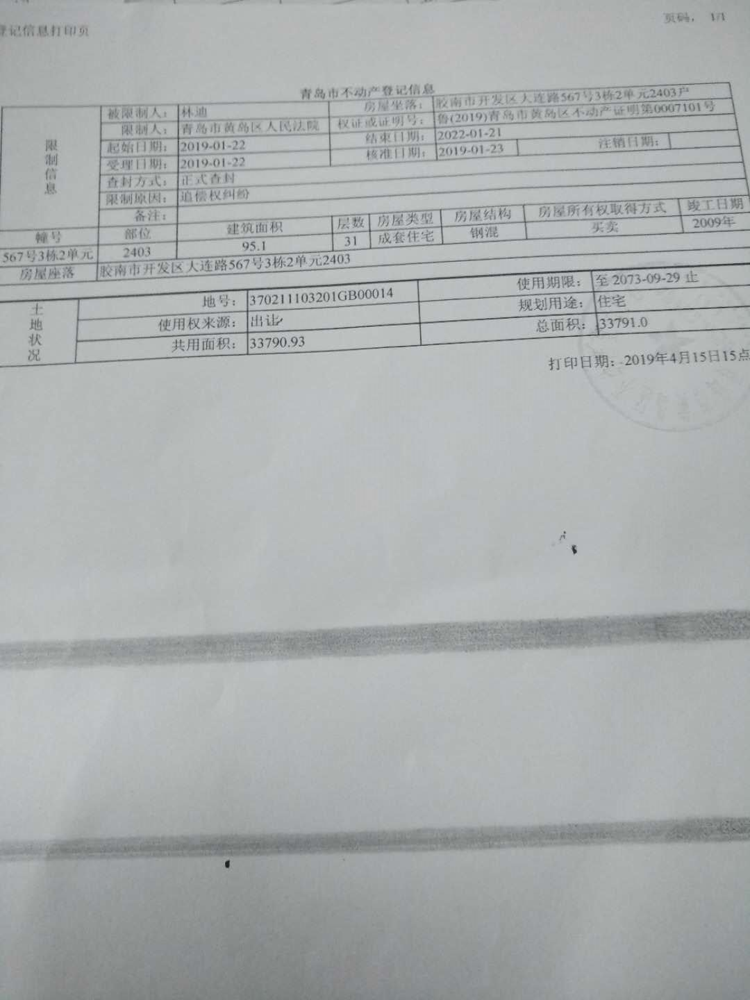 登记信息打印页
页码， 1/1
青岛市不动产登记信息
限制信息
被限制人： 林迪 房屋坐落： 胶南市开发区大连路567号3栋2单元2403户
限制人： 青岛市黄岛区人民法院 权证或证明号： 鲁(2019)青岛市黄岛区不动产证明第0007101号
起始日期： 2019-01-22 结束日期： 2022-01-21
受理日期： 2019-01-22 核准日期： 2019-01-23 注销日期：
查封方式： 正式查封
限制原因： 追偿权纠纷
备注：
幢号 部位 建筑面积 层数 房屋类型 房屋结构 房屋所有权取得方式 竣工日期
567号3栋2单元 2403 95.1 31 成套住宅 钢混 买卖 2009年
房屋座落 胶南市开发区大连路567号3栋2单元2403
土地状况
地号： 370211103201GB00014 使用期限： 至 2073-09-29 止
使用权来源： 出让 规划用途： 住宅
共用面积： 33790.93 总面积： 33791.0
打印日期： 2019年4月15日15点